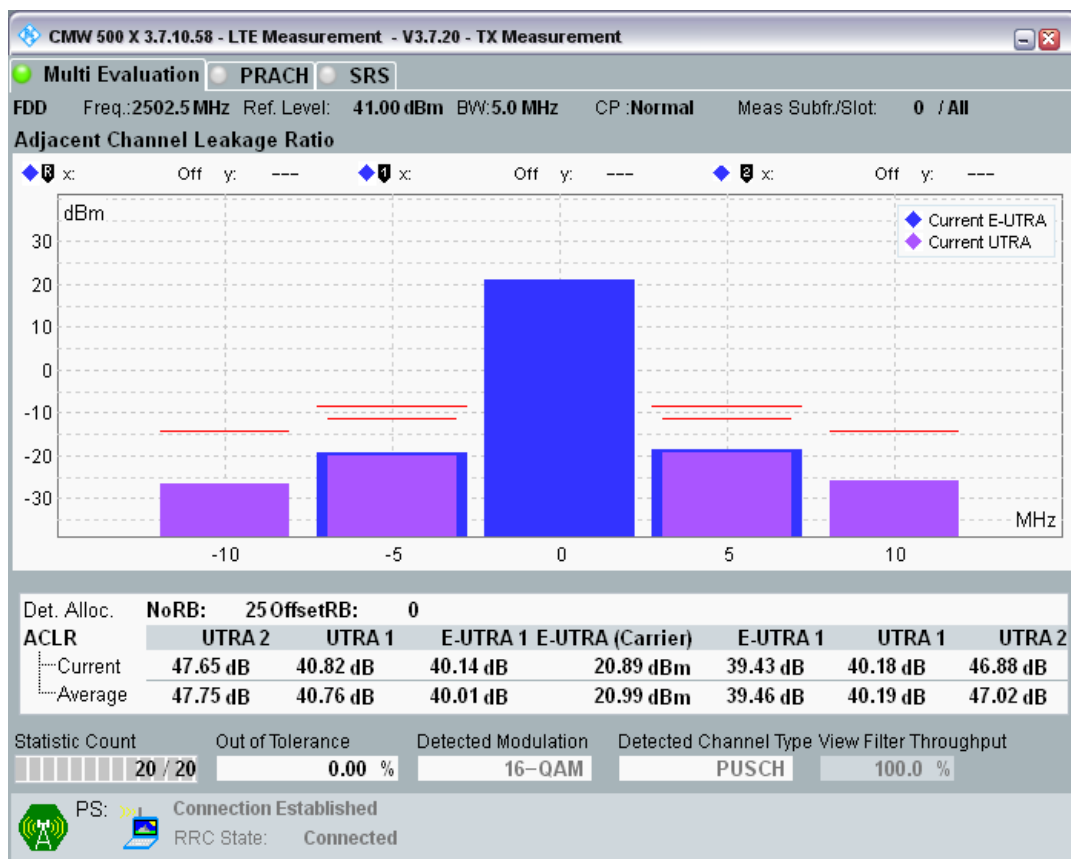 CMW 500 X 3.7.10.58 - LTE Measurement - V3.7.20 - TX Measurement
Multi Evaluation PRACH SRS
FDD Freq.:2502.5 MHz Ref. Level: 41.00 dBm BW:5.0 MHz CP :Normal Meas Subfr./Slot: 0 / All
Adjacent Channel Leakage Ratio
R x: Off y: --- 1 x: Off y: --- 2 x: Off y: ---
dBm
Current E-UTRA
Current UTRA
30
20
10
0
-10
-20
-30
MHz
-10 -5 0 5 10
Det. Alloc. NoRB: 25 OffsetRB: 0
ACLR UTRA 2 UTRA 1 E-UTRA 1 E-UTRA (Carrier) E-UTRA 1 UTRA 1 UTRA 2
Current 47.65 dB 40.82 dB 40.14 dB 20.89 dBm 39.43 dB 40.18 dB 46.88 dB
Average 47.75 dB 40.76 dB 40.01 dB 20.99 dBm 39.46 dB 40.19 dB 47.02 dB
Statistic Count Out of Tolerance Detected Modulation Detected Channel Type View Filter Throughput
20 / 20 0.00 % 16-QAM PUSCH 100.0 %
PS: Connection Established
RRC State: Connected